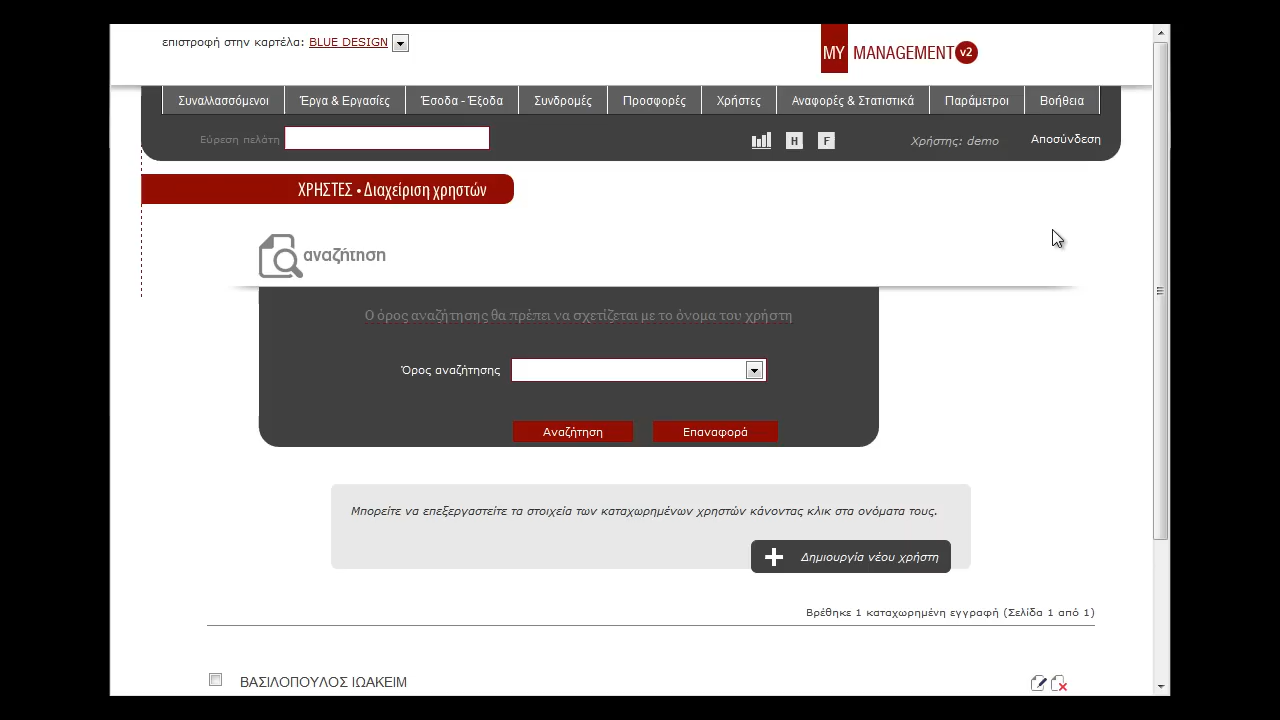 επιστροφή στην καρτέλα: BLUE DESIGN
MY MANAGEMENT v2
Συναλλασσόμενοι Έργα & Εργασίες Έσοδα - Έξοδα Συνδρομές Προσφορές Χρήστες Αναφορές & Στατιστικά Παράμετροι Βοήθεια
Εύρεση πελάτη H F Χρήστης: demo Αποσύνδεση
ΧΡΗΣΤΕΣ • Διαχείριση χρηστών
αναζήτηση
Ο όρος αναζήτησης θα πρέπει να σχετίζεται με το όνομα του χρήστη
Όρος αναζήτησης
Αναζήτηση Επαναφορά
Μπορείτε να επεξεργαστείτε τα στοιχεία των καταχωρημένων χρηστών κάνοντας κλικ στα ονόματα τους.
Δημιουργία νέου χρήστη
Βρέθηκε 1 καταχωρημένη εγγραφή (Σελίδα 1 από 1)
ΒΑΣΙΛΟΠΟΥΛΟΣ ΙΩΑΚΕΙΜ